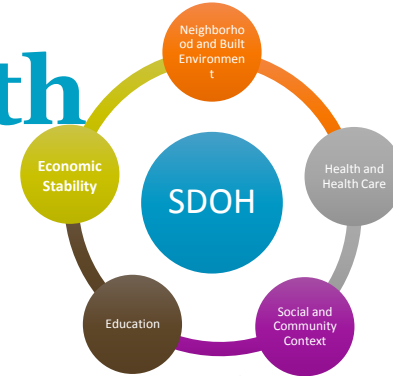 Neighborho
od and Built
Environmen
t
th
Economic
Stability
SDOH
Health and
Health Care
Education
Social and
Community
Context